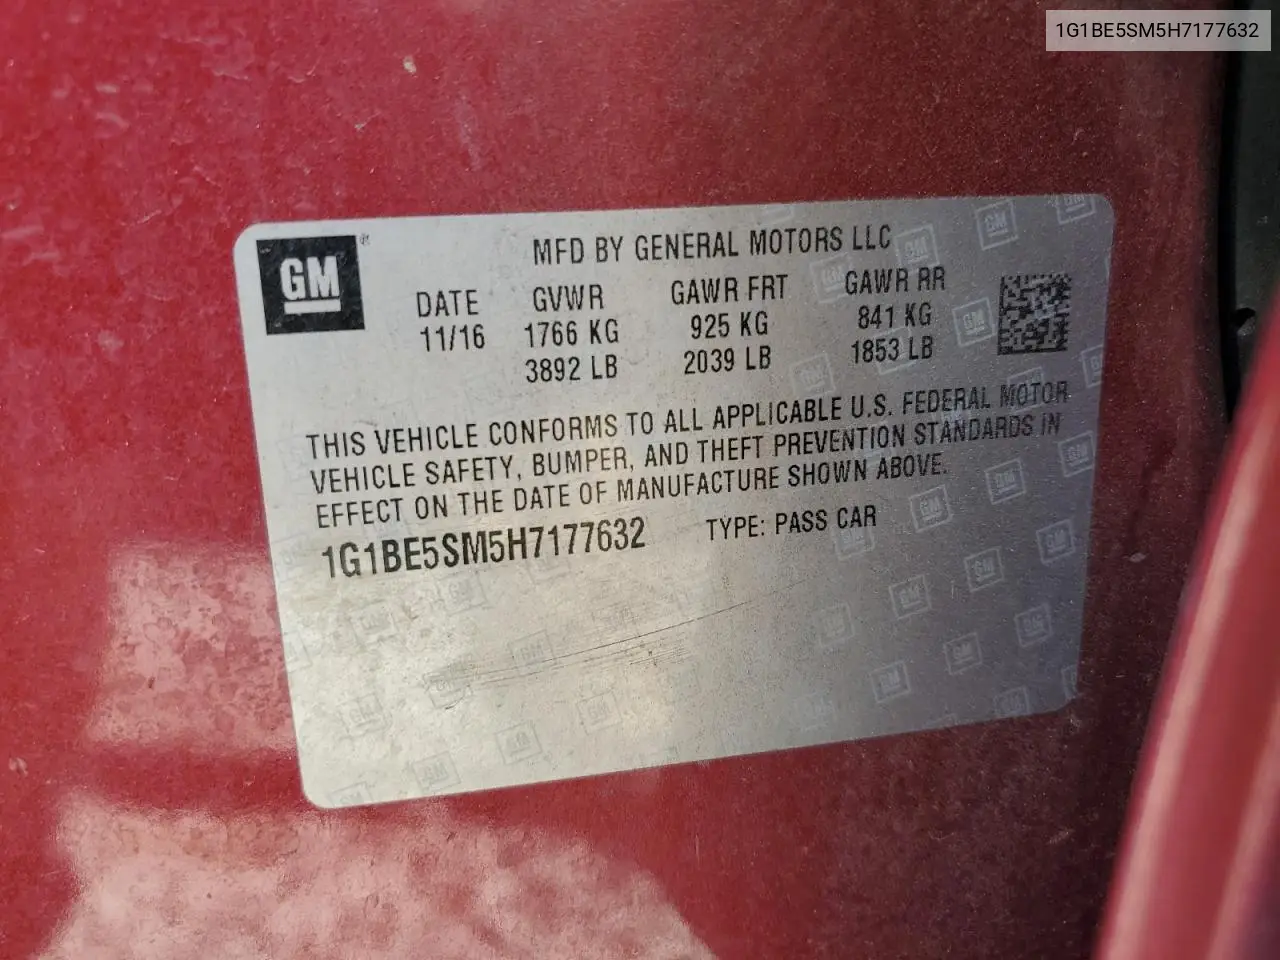 1G1BE5SM5H7177632
GM
MFD BY GENERAL MOTORS LLC
DATE GVWR GAWR FRT GAWR RR
11/16 1766 KG 925 KG 841 KG
3892 LB 2039 LB 1853 LB
THIS VEHICLE CONFORMS TO ALL APPLICABLE U.S. FEDERAL MOTOR
VEHICLE SAFETY, BUMPER, AND THEFT PREVENTION STANDARDS IN
EFFECT ON THE DATE OF MANUFACTURE SHOWN ABOVE.
1G1BE5SM5H7177632 TYPE: PASS CAR